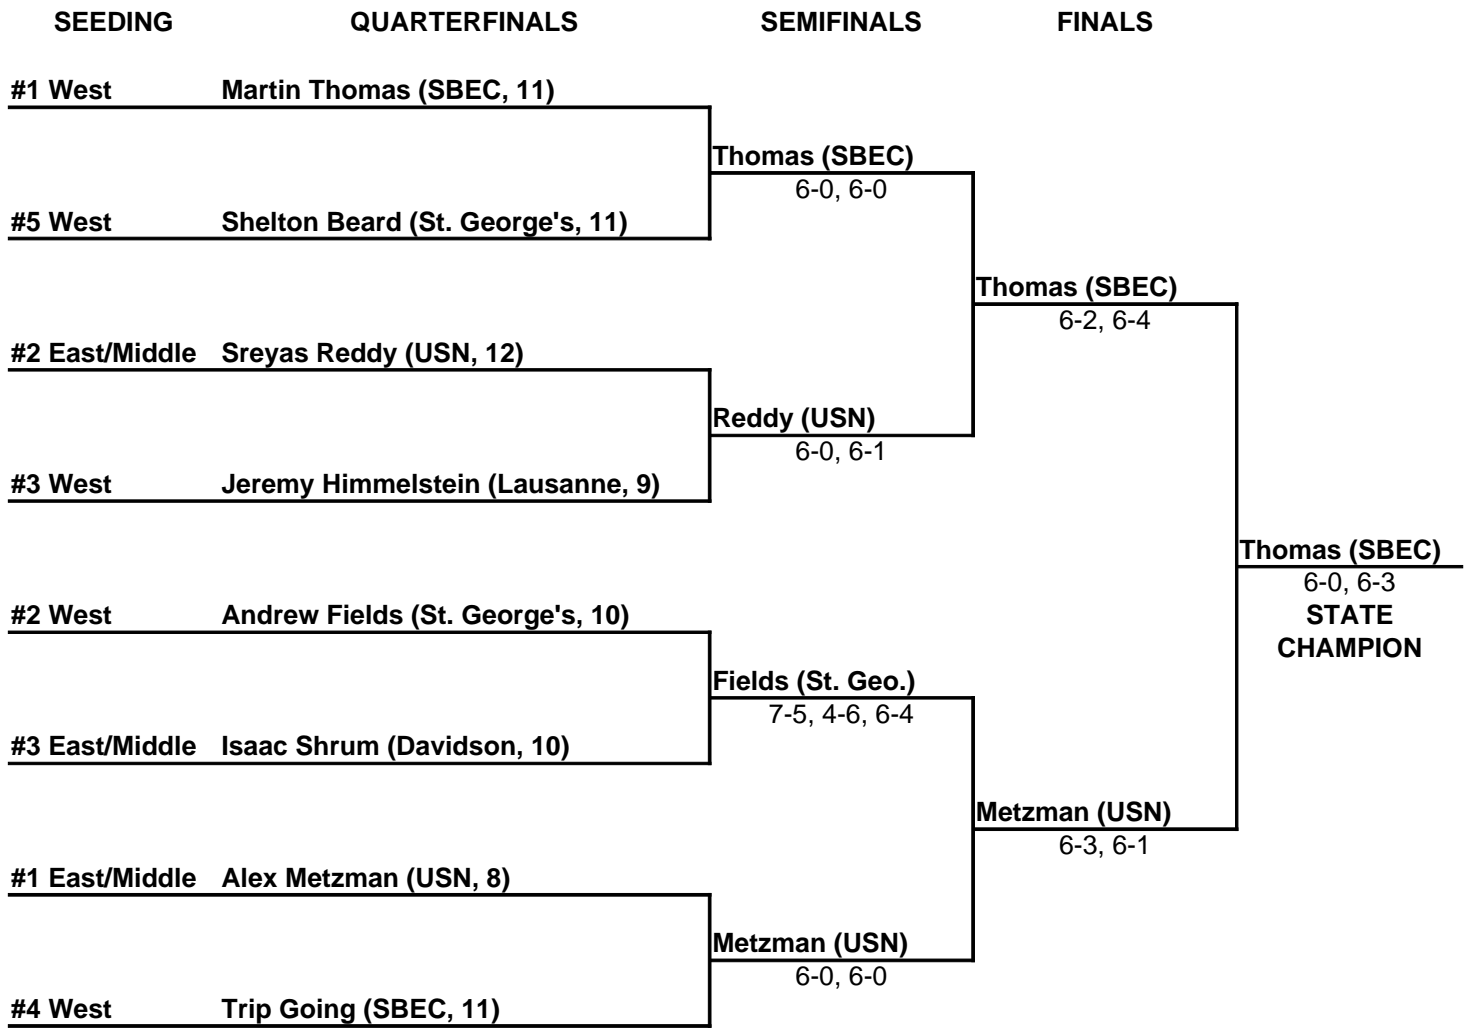 SEEDING QUARTERFINALS SEMIFINALS FINALS
#1 West Martin Thomas (SBEC, 11)
Thomas (SBEC)
6-0, 6-0
#5 West Shelton Beard (St. George's, 11)
Thomas (SBEC)
6-2, 6-4
#2 East/Middle Sreyas Reddy (USN, 12)
Reddy (USN)
6-0, 6-1
#3 West Jeremy Himmelstein (Lausanne, 9)
Thomas (SBEC)
6-0, 6-3
STATE
CHAMPION
#2 West Andrew Fields (St. George's, 10)
Fields (St. Geo.)
7-5, 4-6, 6-4
#3 East/Middle Isaac Shrum (Davidson, 10)
Metzman (USN)
6-3, 6-1
#1 East/Middle Alex Metzman (USN, 8)
Metzman (USN)
6-0, 6-0
#4 West Trip Going (SBEC, 11)